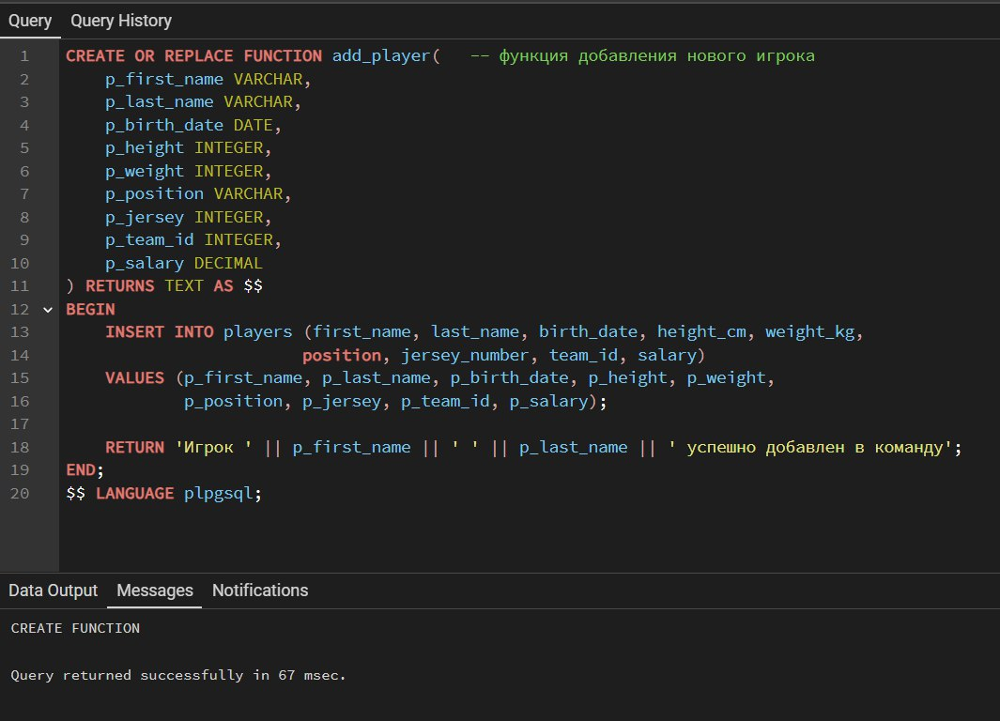 Query Query History
1 CREATE OR REPLACE FUNCTION add_player(   -- функция добавления нового игрока
2     p_first_name VARCHAR,
3     p_last_name VARCHAR,
4     p_birth_date DATE,
5     p_height INTEGER,
6     p_weight INTEGER,
7     p_position VARCHAR,
8     p_jersey INTEGER,
9     p_team_id INTEGER,
10     p_salary DECIMAL
11 ) RETURNS TEXT AS $$
12 BEGIN
13     INSERT INTO players (first_name, last_name, birth_date, height_cm, weight_kg,
14                         position, jersey_number, team_id, salary)
15     VALUES (p_first_name, p_last_name, p_birth_date, p_height, p_weight,
16             p_position, p_jersey, p_team_id, p_salary);
17
18     RETURN 'Игрок ' || p_first_name || ' ' || p_last_name || ' успешно добавлен в команду';
19 END;
20 $$ LANGUAGE plpgsql;
Data Output Messages Notifications
CREATE FUNCTION
Query returned successfully in 67 msec.